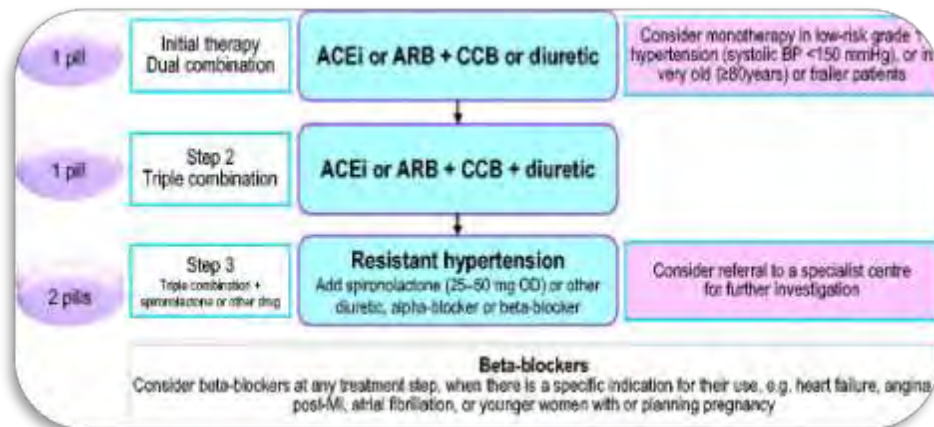 1 pill
Initial therapy
Dual combination
ACEi or ARB + CCB or diuretic
Consider monotherapy in low-risk grade 1
hypertension (systolic BP <150 mmHg), or in
very old (≥80years) or frailer patients
1 pill
Step 2
Triple combination
ACEi or ARB + CCB + diuretic
2 pills
Step 3
Triple combination +
spironolactone or other drug
Resistant hypertension
Add spironolactone (25–50 mg OD) or other
diuretic, alpha-blocker or beta-blocker
Consider referral to a specialist centre
for further investigation
Beta-blockers
Consider beta-blockers at any treatment step, when there is a specific indication for their use, e.g. heart failure, angina
post-MI, atrial fibrillation, or younger women with or planning pregnancy